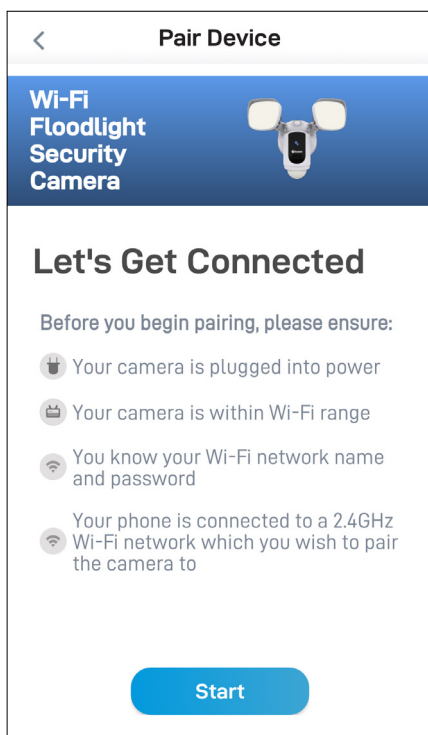 Pair Device
Wi-Fi
Floodlight
Security
Camera
Let's Get Connected
Before you begin pairing, please ensure:
Your camera is plugged into power
Your camera is within Wi-Fi range
You know your Wi-Fi network name
and password
Your phone is connected to a 2.4GHz
Wi-Fi network which you wish to pair
the camera to
Start